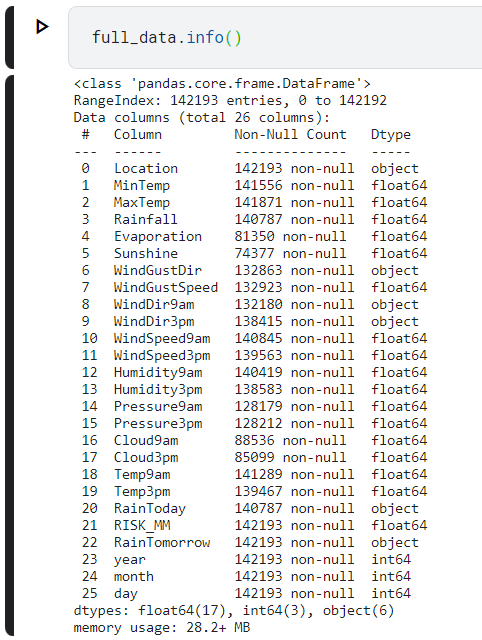 full_data.info()
<class 'pandas.core.frame.DataFrame'>
RangeIndex: 142193 entries, 0 to 142192
Data columns (total 26 columns):
 #   Column         Non-Null Count   Dtype
---  ------         --------------   -----
 0   Location       142193 non-null  object
 1   MinTemp        141556 non-null  float64
 2   MaxTemp        141871 non-null  float64
 3   Rainfall       140787 non-null  float64
 4   Evaporation    81350 non-null   float64
 5   Sunshine       74377 non-null   float64
 6   WindGustDir    132863 non-null  object
 7   WindGustSpeed  132923 non-null  float64
 8   WindDir9am     132180 non-null  object
 9   WindDir3pm     138415 non-null  object
 10  WindSpeed9am   140845 non-null  float64
 11  WindSpeed3pm   139563 non-null  float64
 12  Humidity9am    140419 non-null  float64
 13  Humidity3pm    138583 non-null  float64
 14  Pressure9am    128179 non-null  float64
 15  Pressure3pm    128212 non-null  float64
 16  Cloud9am       88536 non-null   float64
 17  Cloud3pm       85099 non-null   float64
 18  Temp9am        141289 non-null  float64
 19  Temp3pm        139467 non-null  float64
 20  RainToday      140787 non-null  object
 21  RISK_MM        142193 non-null  float64
 22  RainTomorrow   142193 non-null  object
 23  year           142193 non-null  int64
 24  month          142193 non-null  int64
 25  day            142193 non-null  int64
dtypes: float64(17), int64(3), object(6)
memory usage: 28.2+ MB